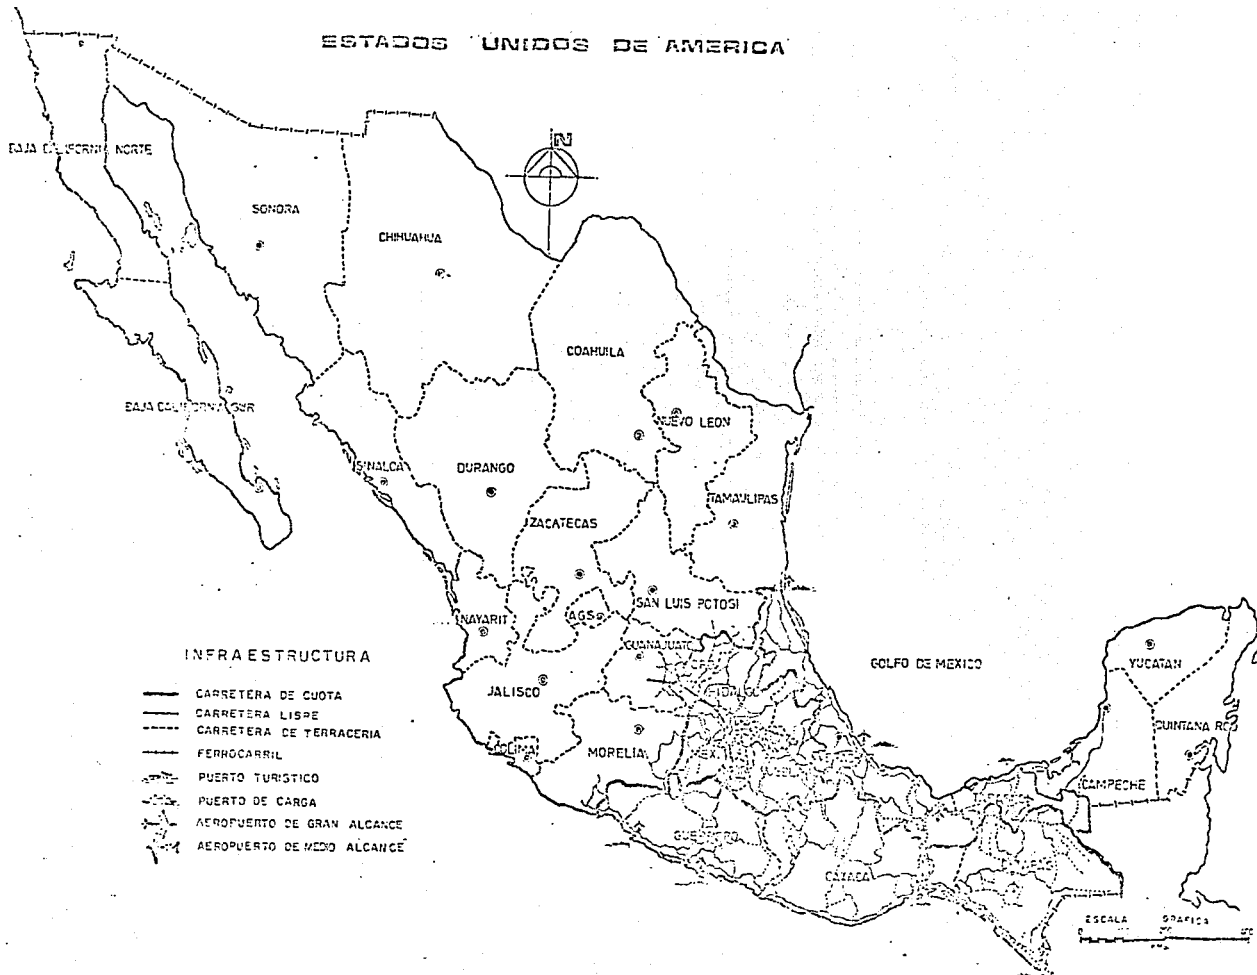 ESTADOS UNIDOS DE AMERICA
N
BAJA CALIFORNI NORTE
SONORA
CHIHUAHUA
COAHUILA
BAJA CALIFORNIA SUR
NUEVO LEON
SINALOA
DURANGO
TAMAULIPAS
ZACATECAS
SAN LUIS POTOSI
NAYARIT
AGS
GUANAJUATO
HIDALGO
JALISCO
COLIMA
MORELIA
MEX.
GUERRERO
OAXACA
GOLFO DE MEXICO
YUCATAN
QUINTANA ROO
CAMPECHE
INFRAESTRUCTURA
CARRETERA DE CUOTA
CARRETERA LIBRE
CARRETERA DE TERRACERIA
FERROCARRIL
PUERTO TURISTICO
PUERTO DE CARGA
AEROPUERTO DE GRAN ALCANCE
AEROPUERTO DE MEDIO ALCANCE
ESCALA GRAFICA